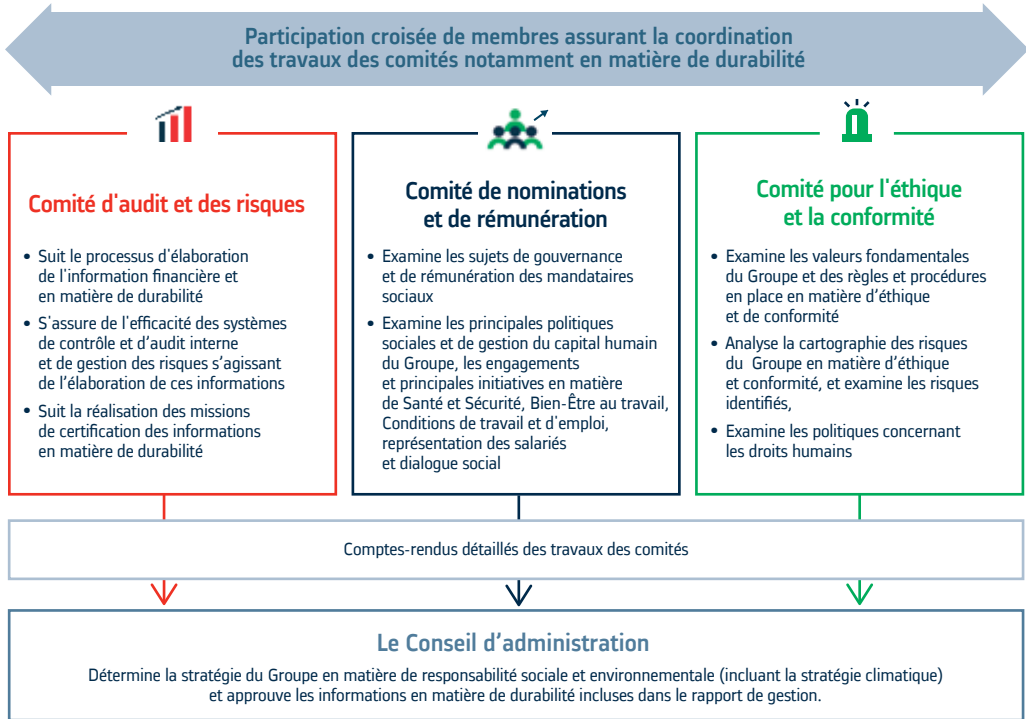 Participation croisée de membres assurant la coordination
des travaux des comités notamment en matière de durabilité
Comité d'audit et des risques
• Suit le processus d'élaboration
de l'information financière et
en matière de durabilité
• S'assure de l'efficacité des systèmes
de contrôle et d'audit interne
et de gestion des risques s'agissant
de l'élaboration de ces informations
• Suit la réalisation des missions
de certification des informations
en matière de durabilité
Comité de nominations
et de rémunération
• Examine les sujets de gouvernance
et de rémunération des mandataires
sociaux
• Examine les principales politiques
sociales et de gestion du capital humain
du Groupe, les engagements
et principales initiatives en matière
de Santé et Sécurité, Bien-Être au travail,
Conditions de travail et d'emploi,
représentation des salariés
et dialogue social
Comité pour l'éthique
et la conformité
• Examine les valeurs fondamentales
du Groupe et des règles et procédures
en place en matière d'éthique
et de conformité
• Analyse la cartographie des risques
du Groupe en matière d'éthique
et conformité, et examine les risques
identifiés,
• Examine les politiques concernant
les droits humains
Comptes-rendus détaillés des travaux des comités
Le Conseil d'administration
Détermine la stratégie du Groupe en matière de responsabilité sociale et environnementale (incluant la stratégie climatique)
et approuve les informations en matière de durabilité incluses dans le rapport de gestion.